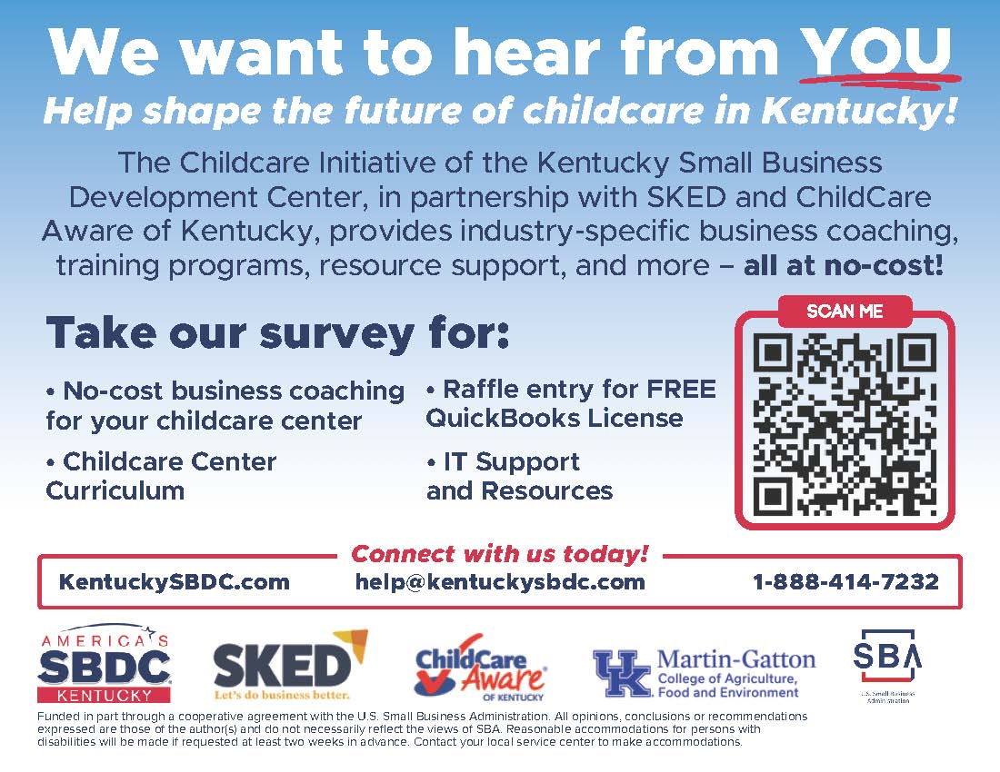 We want to hear from YOU
Help shape the future of childcare in Kentucky!
The Childcare Initiative of the Kentucky Small Business
Development Center, in partnership with SKED and ChildCare
Aware of Kentucky, provides industry-specific business coaching,
training programs, resource support, and more – all at no-cost!
Take our survey for:
• No-cost business coaching
for your childcare center
• Childcare Center
Curriculum
• Raffle entry for FREE
QuickBooks License
• IT Support
and Resources
SCAN ME
Connect with us today!
KentuckySBDC.com help@kentuckysbdc.com 1-888-414-7232
AMERICA'S
SBDC
KENTUCKY
SKED
Let's do business better.
ChildCare
Aware
OF KENTUCKY
UK
Martin-Gatton
College of Agriculture,
Food and Environment
SBA
U.S. Small Business
Administration
Funded in part through a cooperative agreement with the U.S. Small Business Administration. All opinions, conclusions or recommendations
expressed are those of the author(s) and do not necessarily reflect the views of SBA. Reasonable accommodations for persons with
disabilities will be made if requested at least two weeks in advance. Contact your local service center to make accommodations.